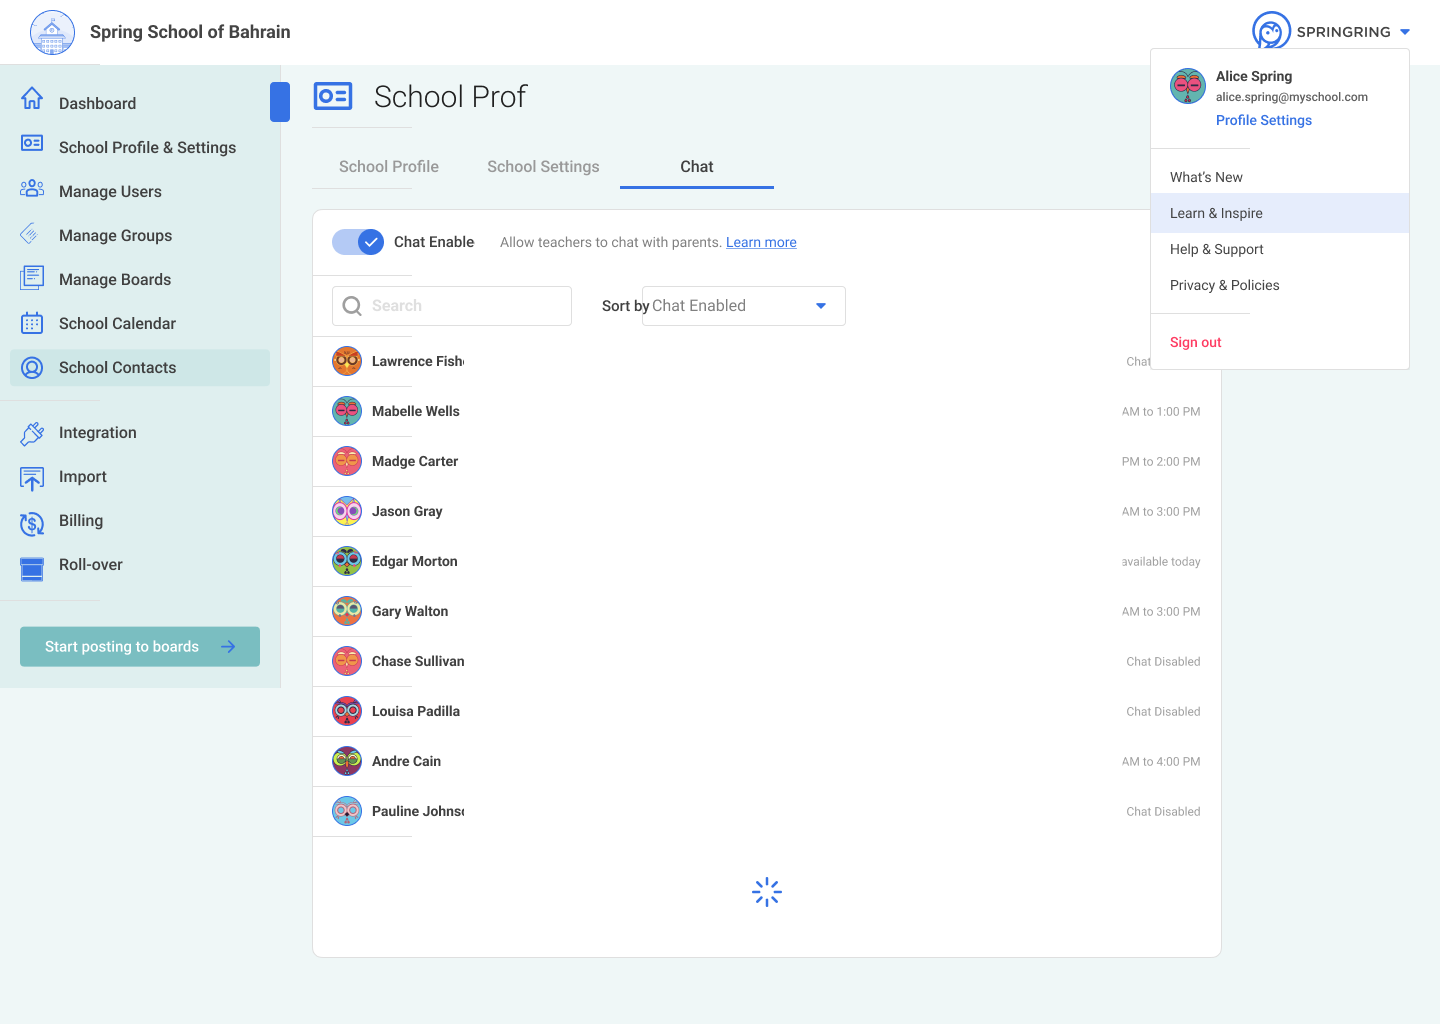 Spring School of Bahrain
SPRINGRING
Alice Spring
alice.spring@myschool.com
Profile Settings
What's New
Learn & Inspire
Help & Support
Privacy & Policies
Sign out
Dashboard
School Profile & Settings
Manage Users
Manage Groups
Manage Boards
School Calendar
School Contacts
Integration
Import
Billing
Roll-over
Start posting to boards
School Prof
School Profile School Settings Chat
Chat Enable Allow teachers to chat with parents. Learn more
Search Sort by Chat Enabled
Lawrence Fishe Chat
Mabelle Wells AM to 1:00 PM
Madge Carter PM to 2:00 PM
Jason Gray AM to 3:00 PM
Edgar Morton available today
Gary Walton AM to 3:00 PM
Chase Sullivan Chat Disabled
Louisa Padilla Chat Disabled
Andre Cain AM to 4:00 PM
Pauline Johns Chat Disabled